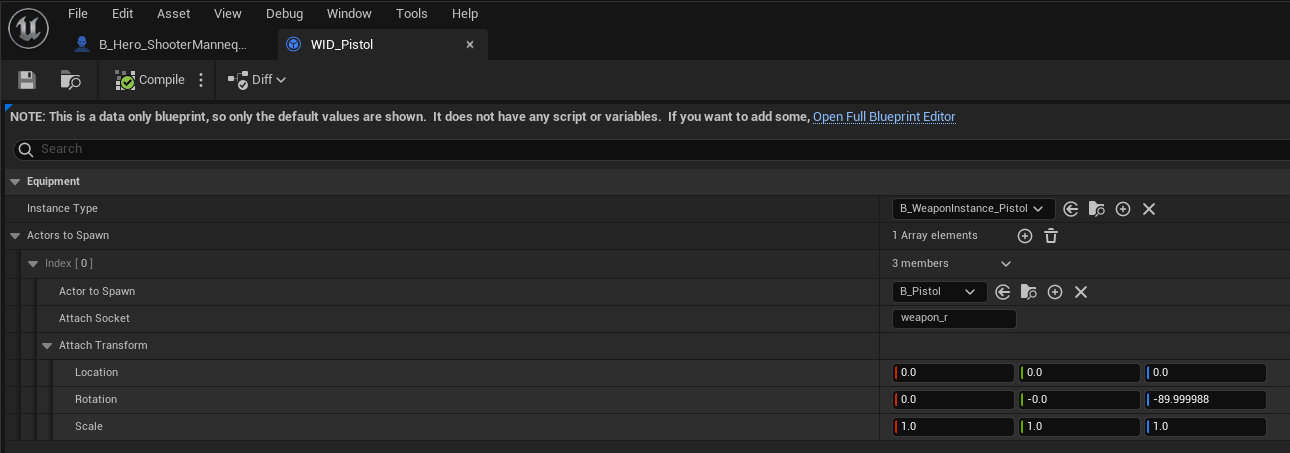 File Edit Asset View Debug Window Tools Help
B_Hero_ShooterManneq... WID_Pistol
Compile Diff
NOTE: This is a data only blueprint, so only the default values are shown.  It does not have any script or variables.  If you want to add some, Open Full Blueprint Editor
Search
Equipment
Instance Type B_WeaponInstance_Pistol
Actors to Spawn 1 Array elements
Index [ 0 ] 3 members
Actor to Spawn B_Pistol
Attach Socket weapon_r
Attach Transform
Location 0.0 0.0 0.0
Rotation 0.0 -0.0 -89.999988
Scale 1.0 1.0 1.0